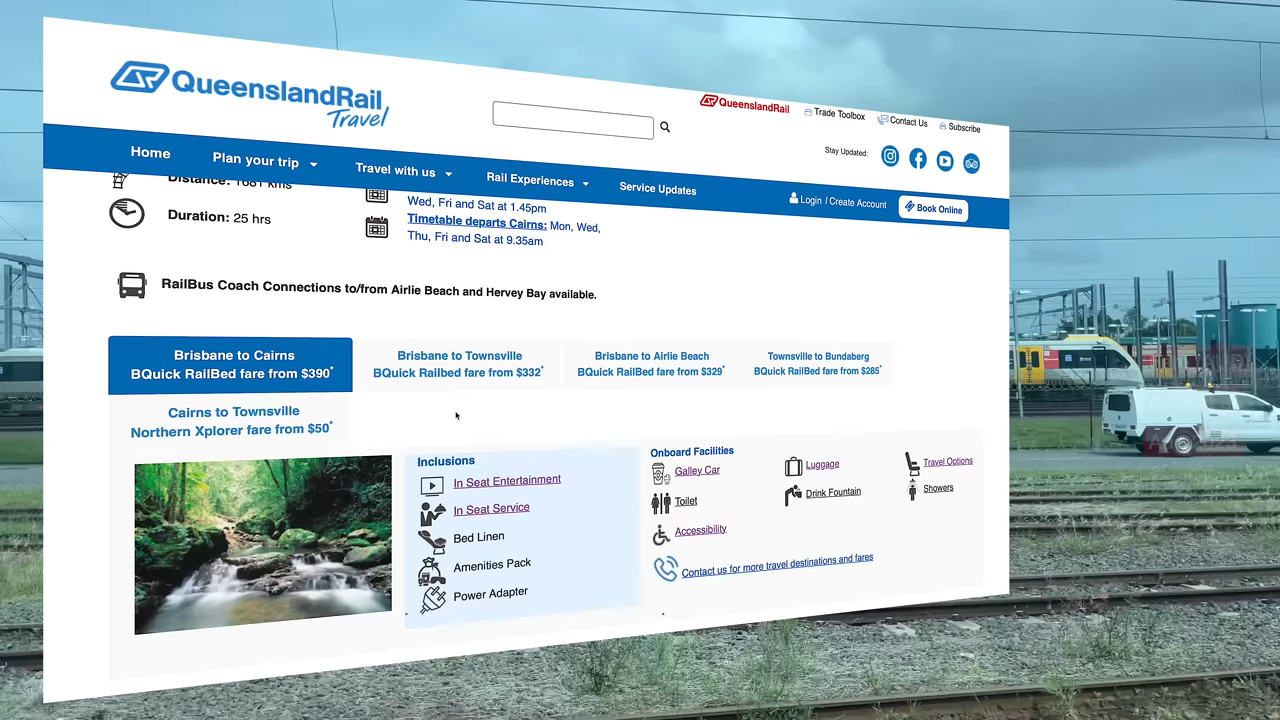 QueenslandRail
Travel
QueenslandRail
Trade Toolbox
Contact Us
Subscribe
Stay Updated:
Home
Plan your trip
Travel with us
Rail Experiences
Service Updates
Login / Create Account
Book Online
Distance: 1681 kms
Duration: 25 hrs
Wed, Fri and Sat at 1.45pm
Timetable departs Cairns: Mon, Wed,
Thu, Fri and Sat at 9.35am
RailBus Coach Connections to/from Airlie Beach and Hervey Bay available.
Brisbane to Cairns
BQuick RailBed fare from $390*
Brisbane to Townsville
BQuick Railbed fare from $332*
Brisbane to Airlie Beach
BQuick RailBed fare from $329*
Townsville to Bundaberg
BQuick RailBed fare from $285*
Cairns to Townsville
Northern Xplorer fare from $50*
Inclusions
In Seat Entertainment
In Seat Service
Bed Linen
Amenities Pack
Power Adapter
Onboard Facilities
Galley Car
Luggage
Travel Options
Toilet
Drink Fountain
Showers
Accessibility
Contact us for more travel destinations and fares